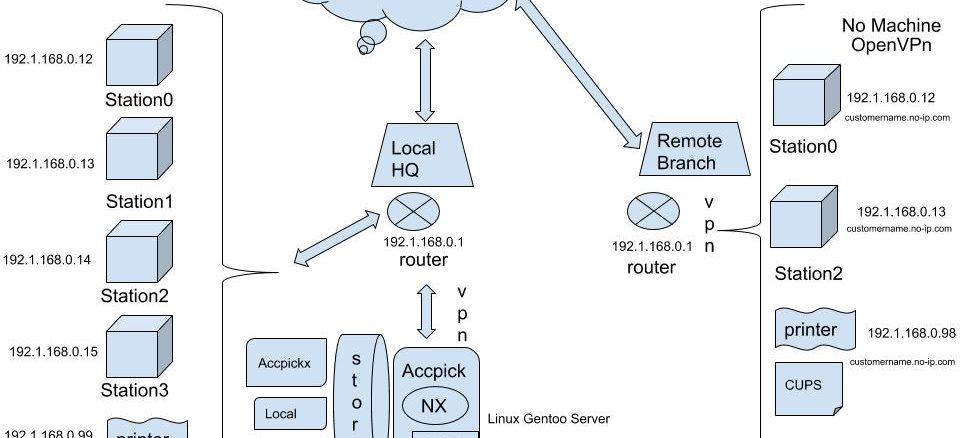 192.1.168.0.12
Station0
192.1.168.0.13
Station1
192.1.168.0.14
Station2
192.1.168.0.15
Station3
192.1.168.0.99
printer
Local
HQ
192.1.168.0.1
router
vpn
Accpickx
Local
stor
Accpick
NX
Linux Gentoo Server
Remote
Branch
192.1.168.0.1
router
vpn
No Machine
OpenVPn
192.1.168.0.12
customername.no-ip.com
Station0
192.1.168.0.13
customername.no-ip.com
Station2
printer
192.1.168.0.98
customername.no-ip.com
CUPS